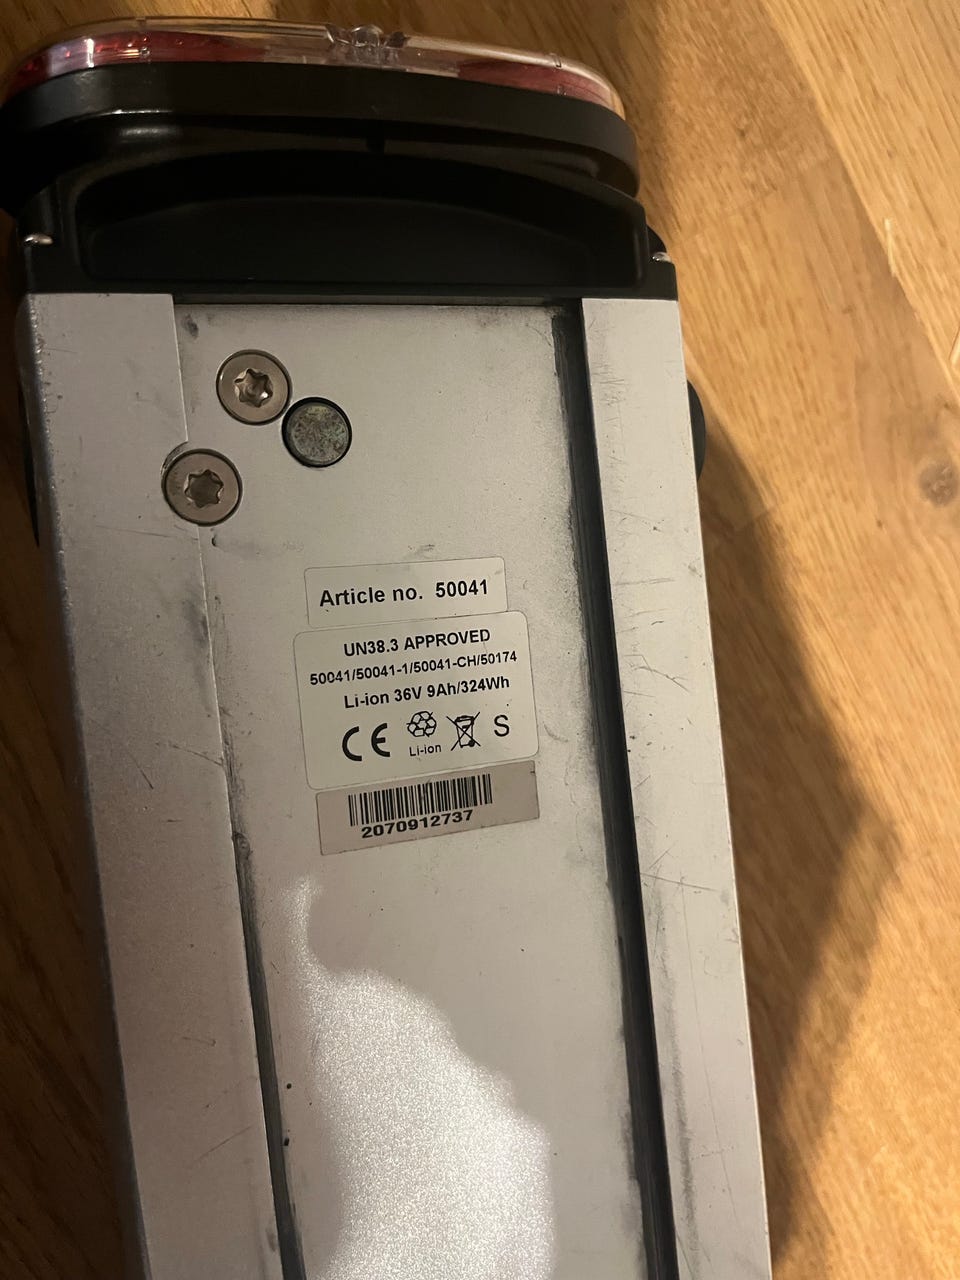 Article no. 50041
UN38.3 APPROVED
50041/50041-1/50041-CH/50174
Li-ion 36V 9Ah/324Wh
CE Li-ion S
2070912737